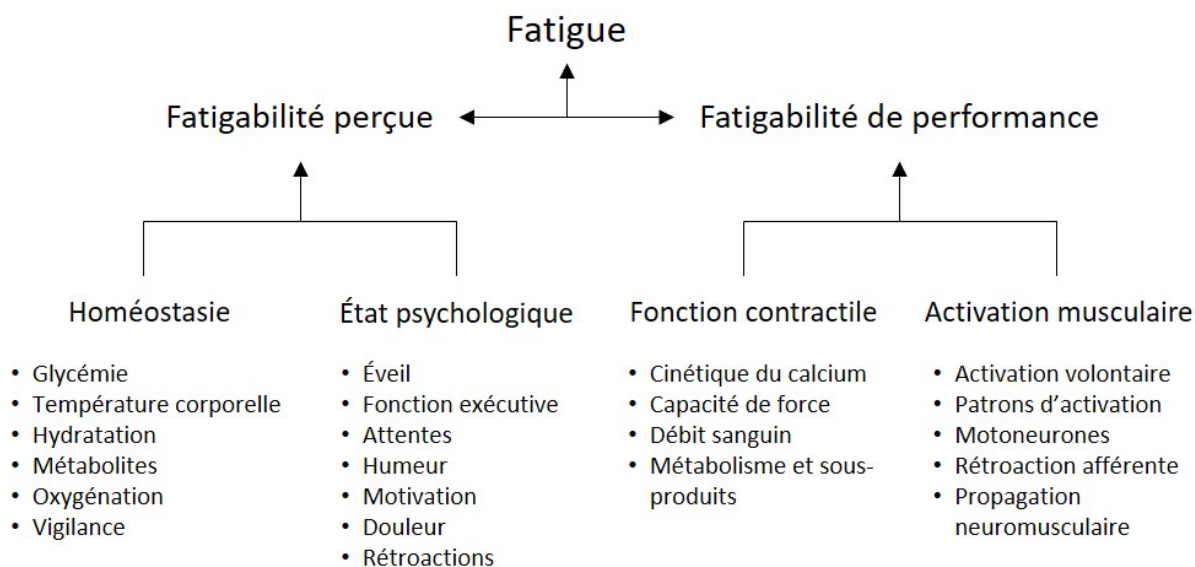 Fatigue
Fatigabilité perçue
Fatigabilité de performance
Homéostasie
• Glycémie
• Température corporelle
• Hydratation
• Métabolites
• Oxygénation
• Vigilance
État psychologique
• Éveil
• Fonction exécutive
• Attentes
• Humeur
• Motivation
• Douleur
• Rétroactions
Fonction contractile
• Cinétique du calcium
• Capacité de force
• Débit sanguin
• Métabolisme et sous-
produits
Activation musculaire
• Activation volontaire
• Patrons d’activation
• Motoneurones
• Rétroaction afférente
• Propagation
neuromusculaire